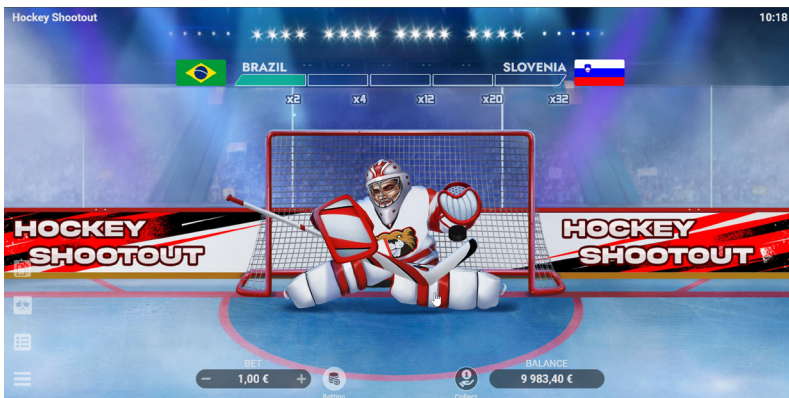 Hockey Shootout
10:18
BRAZIL
SLOVENIA
x2
x4
x12
x20
x32
HOCKEY
SHOOTOUT
HOCKEY
SHOOTOUT
BET
− 1,00 € +
Betting
Collect
BALANCE
9 983,40 €